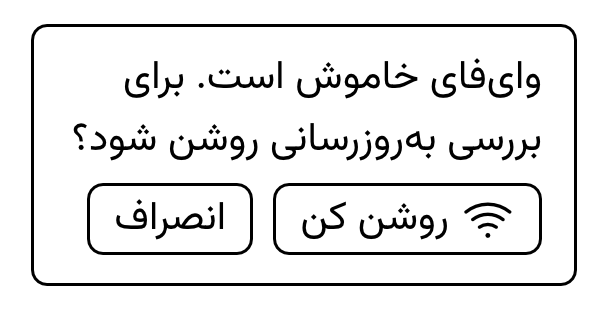 وای‌فای خاموش است. برای
بررسی به‌روزرسانی روشن شود؟
روشن کن
انصراف